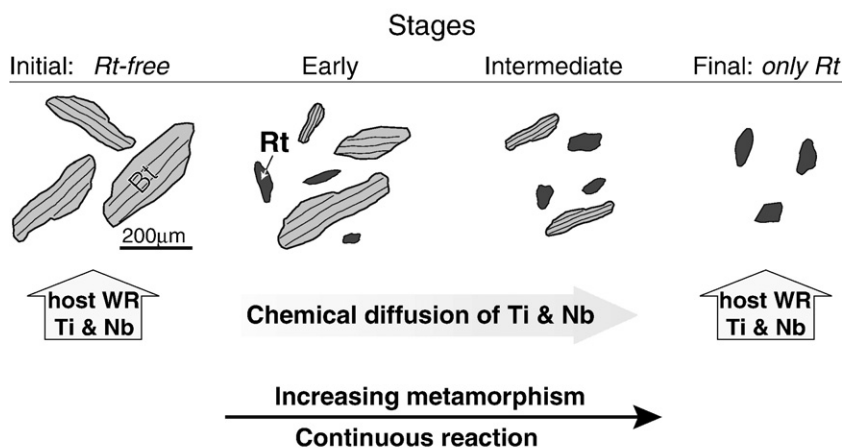 Stages
Initial: Rt-free Early Intermediate Final: only Rt
Rt
Bt
200µm
host WR
Ti & Nb
Chemical diffusion of Ti & Nb
host WR
Ti & Nb
Increasing metamorphism
Continuous reaction